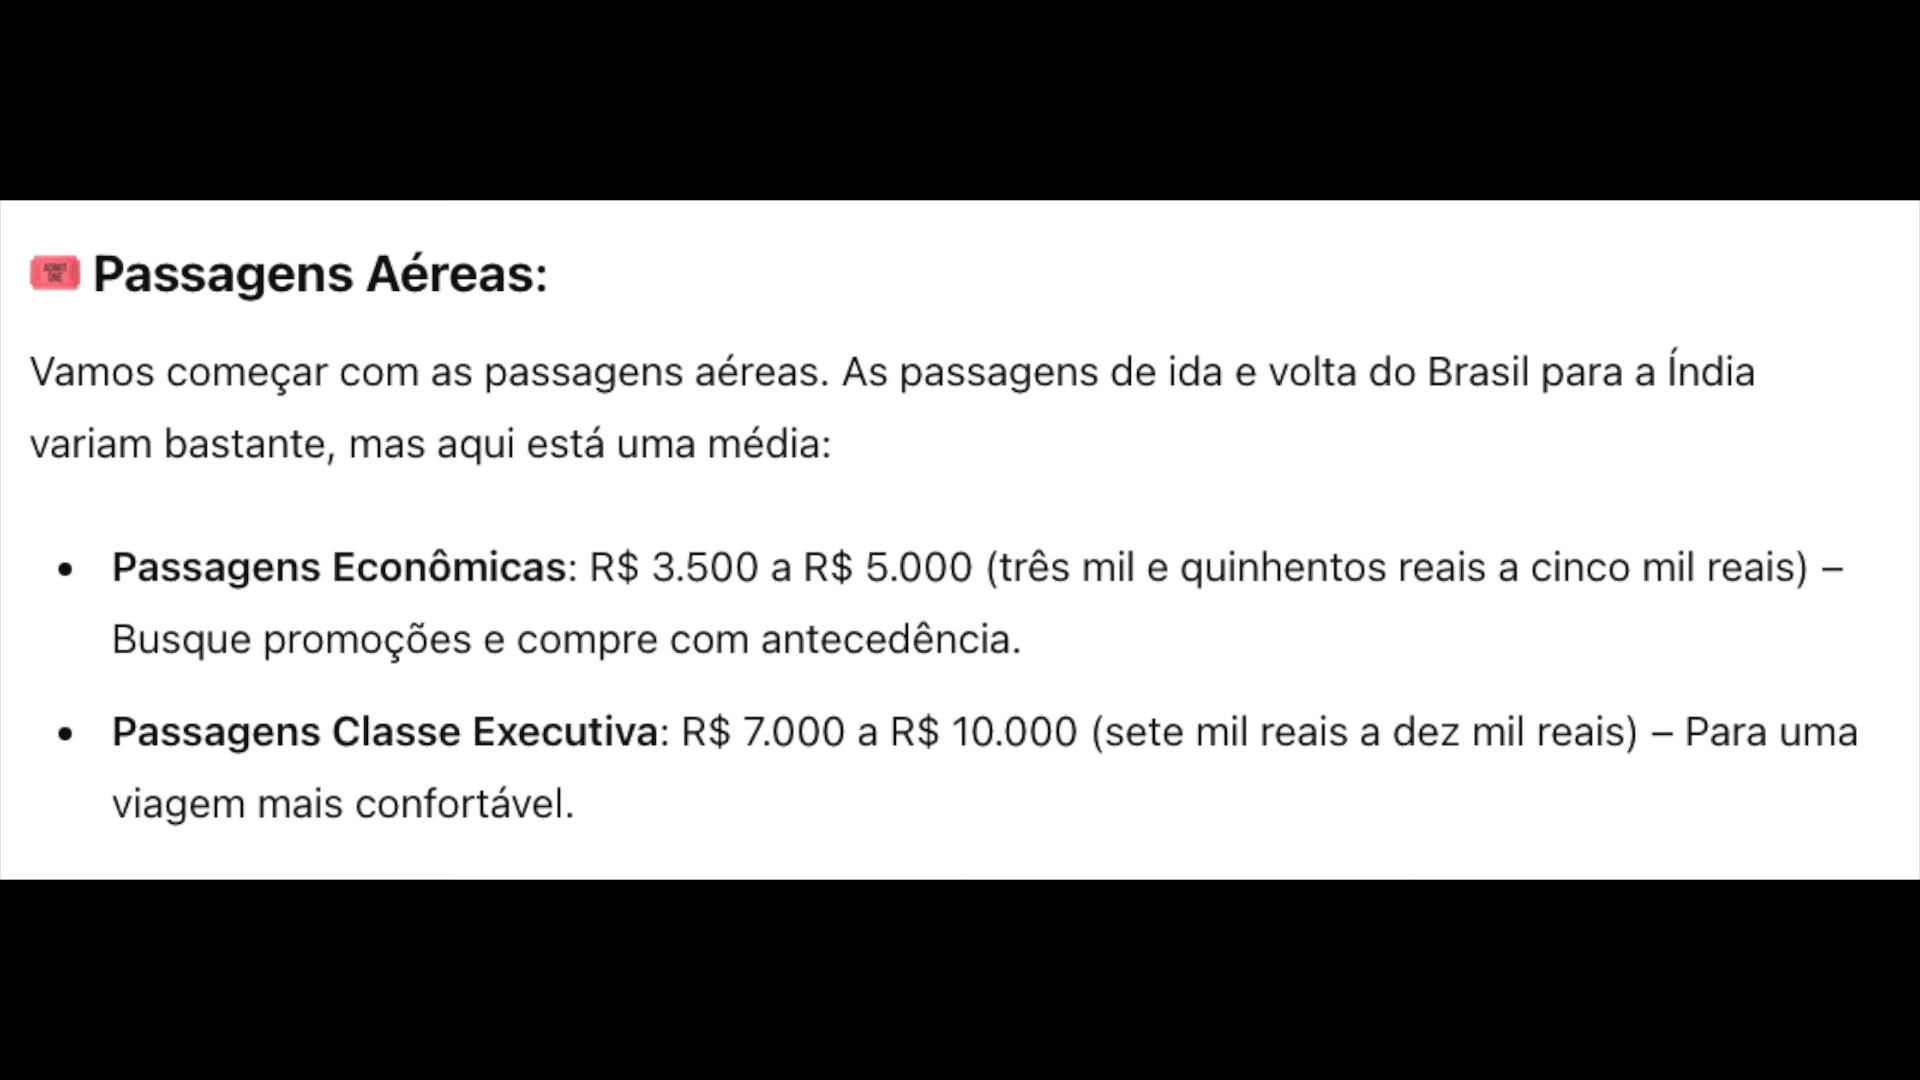 🎟️ Passagens Aéreas:
Vamos começar com as passagens aéreas. As passagens de ida e volta do Brasil para a Índia
variam bastante, mas aqui está uma média:
• Passagens Econômicas: R$ 3.500 a R$ 5.000 (três mil e quinhentos reais a cinco mil reais) –
Busque promoções e compre com antecedência.
• Passagens Classe Executiva: R$ 7.000 a R$ 10.000 (sete mil reais a dez mil reais) – Para uma
viagem mais confortável.